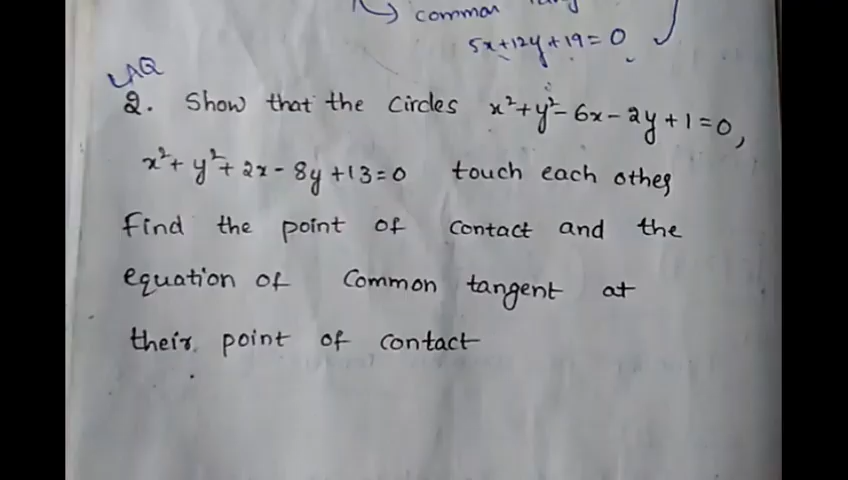 ↳ common
5x+12y+19=0 ✓
LAQ
2. Show that the Circles x²+y²-6x-2y+1=0,
x²+y²+2x-8y+13=0 touch each other
Find the point of contact and the
equation of Common tangent at
their point of contact